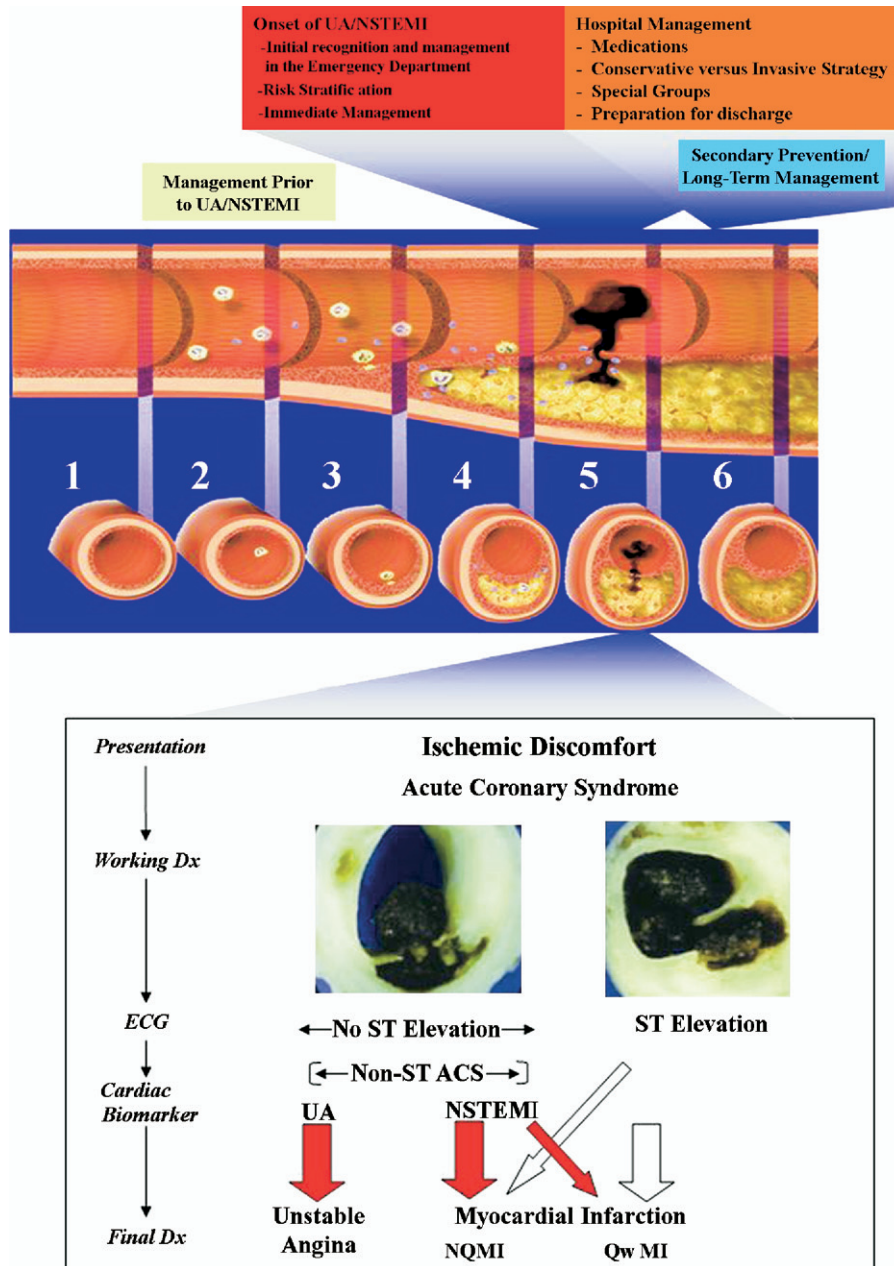 Onset of UA/NSTEMI
-Initial recognition and management
in the Emergency Department
-Risk Stratific ation
-Immediate Management
Hospital Management
- Medications
- Conservative versus Invasive Strategy
- Special Groups
- Preparation for discharge
Secondary Prevention/
Long-Term Management
Management Prior
to UA/NSTEMI
1 2 3 4 5 6
Presentation
Ischemic Discomfort
Acute Coronary Syndrome
Working Dx
ECG
No ST Elevation
ST Elevation
Non-ST ACS
Cardiac
Biomarker
UA
NSTEMI
Final Dx
Unstable
Angina
Myocardial Infarction
NQMI
Qw MI